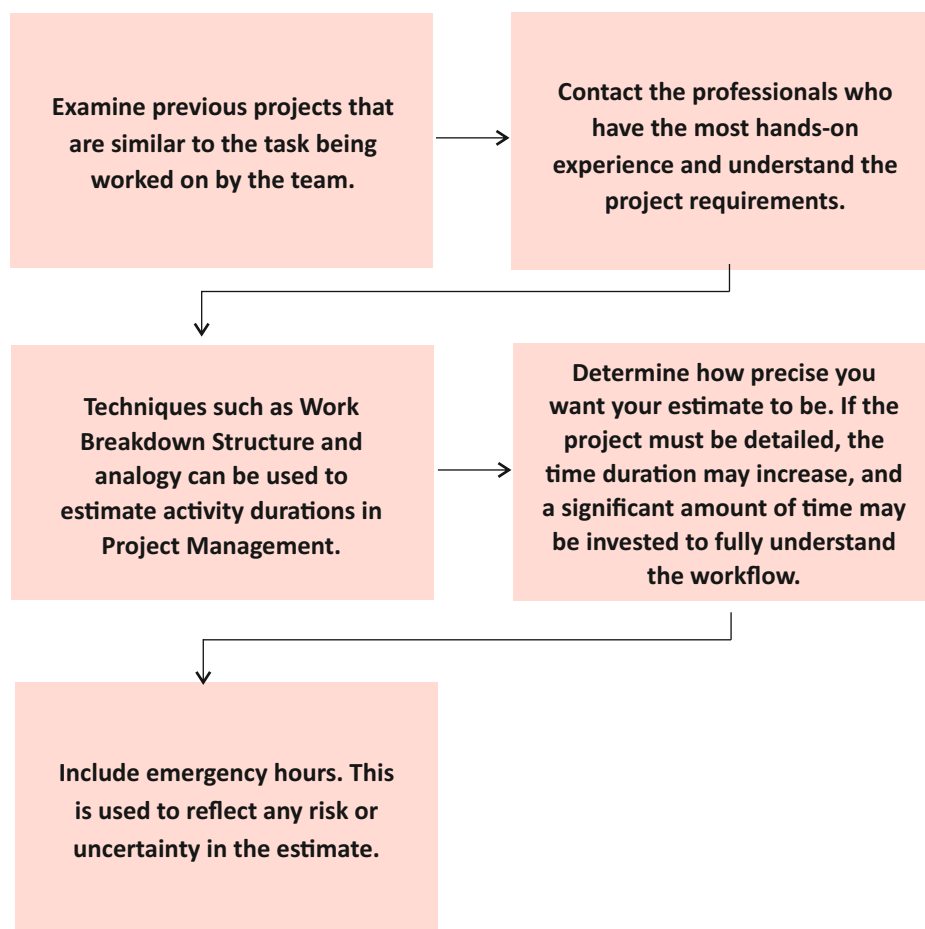 Examine previous projects that
are similar to the task being
worked on by the team.
Contact the professionals who
have the most hands-on
experience and understand the
project requirements.
Techniques such as Work
Breakdown Structure and
analogy can be used to
estimate activity durations in
Project Management.
Determine how precise you
want your estimate to be. If the
project must be detailed, the
time duration may increase, and
a significant amount of time may
be invested to fully understand
the workflow.
Include emergency hours. This
is used to reflect any risk or
uncertainty in the estimate.